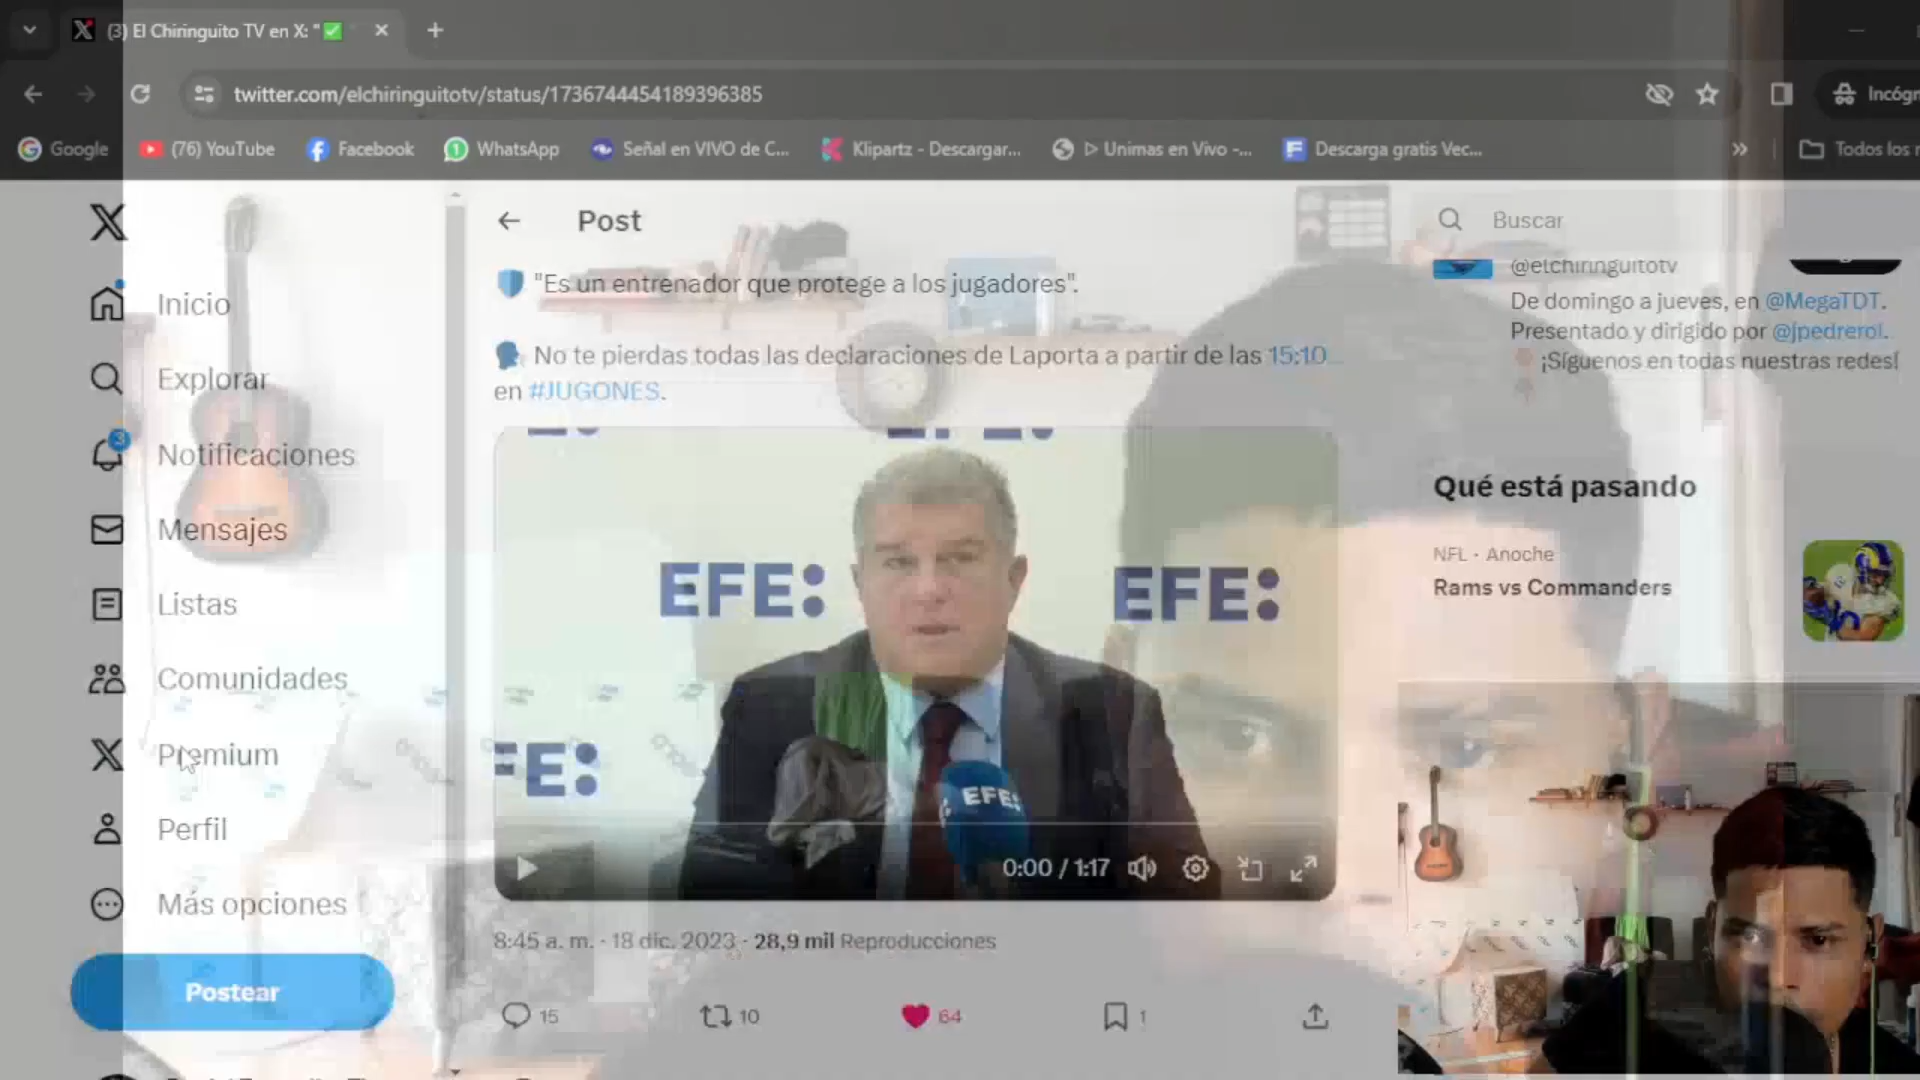 (3) El Chiringuito TV en X: "✅
twitter.com/elchiringuitotv/status/1736744454189396385
Incógn
Google
(76) YouTube
Facebook
WhatsApp
Señal en VIVO de C...
Klipartz - Descargar...
▷ Unimas en Vivo -...
Descarga gratis Vec...
»
Todos los
Inicio
Explorar
3
Notificaciones
Mensajes
Listas
Comunidades
Premium
Perfil
Más opciones
Postear
Post
"Es un entrenador que protege a los jugadores".
No te pierdas todas las declaraciones de Laporta a partir de las 15:10
en #JUGONES.
EFE:
EFE:
FE:
EFE:
0:00 / 1:17
8:45 a. m. · 18 dic. 2023 · 28,9 mil Reproducciones
15
10
64
1
Buscar
@elchiringuitotv
De domingo a jueves, en @MegaTDT.
Presentado y dirigido por @jpedrerol.
¡Síguenos en todas nuestras redes!
Qué está pasando
NFL · Anoche
Rams vs Commanders